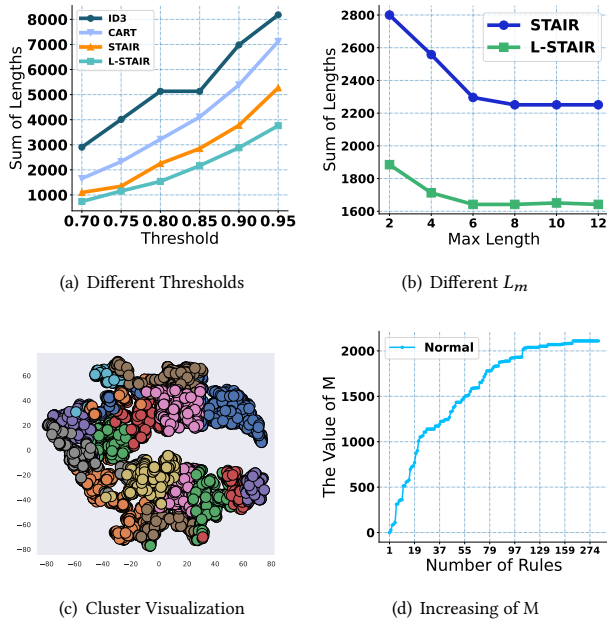 8000
7000
6000
5000
4000
3000
2000
1000
Sum of Lengths
ID3
CART
STAIR
L-STAIR
0.70 0.75 0.80 0.85 0.90 0.95
Threshold
(a) Different Thresholds
2800
2600
2400
2200
2000
1800
1600
Sum of Lengths
STAIR
L-STAIR
2 4 6 8 10 12
Max Length
(b) Different Lm
60
40
20
0
−20
−40
−60
−80
−80 −60 −40 −20 0 20 40 60 80
(c) Cluster Visualization
2000
1500
1000
500
0
The Value of M
Normal
1 19 37 55 79 97 129 159 274
Number of Rules
(d) Increasing of M